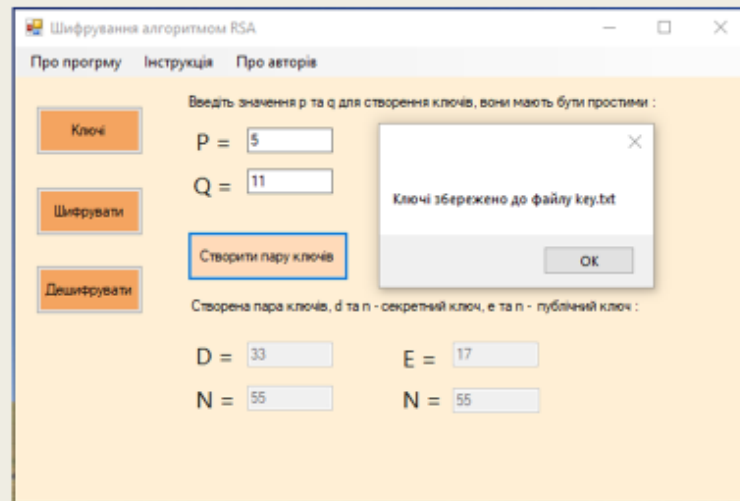 Шифрування алгоритмом RSA
Про прогрму Інструкція Про авторів
Введіть значення p та q для створення ключів, вони мають бути простими :
Ключі
P = 5
Q = 11
Ключі збережено до файлу key.txt
OK
Шифрувати
Створити пару ключів
Дешифрувати
Створена пара ключів, d та n - секретний ключ, e та n - публічний ключ :
D = 33 E = 17
N = 55 N = 55